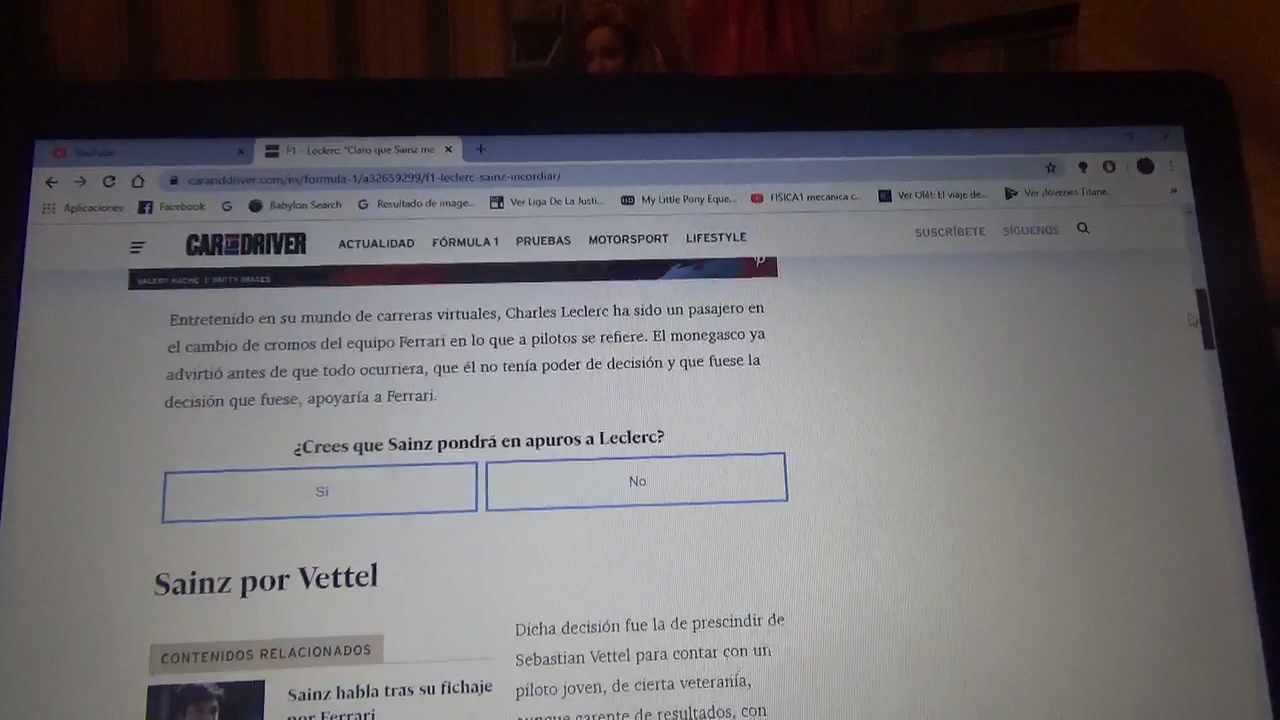 YouTube
F1 - Leclerc: "Claro que Sainz me
caranddriver.com/es/formula-1/a32659299/f1-leclerc-sainz-incordiar/
Aplicaciones Facebook Babylon Search Resultado de image... Ver Liga De La Justi... My Little Pony Eque... FISICA1 mecanica c... Ver Olé!: El viaje de... Ver ¡Jóvenes Titane... »
CAR AND DRIVER ACTUALIDAD FÓRMULA 1 PRUEBAS MOTORSPORT LIFESTYLE SUSCRÍBETE SÍGUENOS
VALERY HACHE || GETTY IMAGES
Entretenido en su mundo de carreras virtuales, Charles Leclerc ha sido un pasajero en
el cambio de cromos del equipo Ferrari en lo que a pilotos se refiere. El monegasco ya
advirtió antes de que todo ocurriera, que él no tenía poder de decisión y que fuese la
decisión que fuese, apoyaría a Ferrari.
¿Crees que Sainz pondrá en apuros a Leclerc?
Sí No
Sainz por Vettel
CONTENIDOS RELACIONADOS
Sainz habla tras su fichaje
por Ferrari
Dicha decisión fue la de prescindir de
Sebastian Vettel para contar con un
piloto joven, de cierta veteranía,
aunque carente de resultados, con